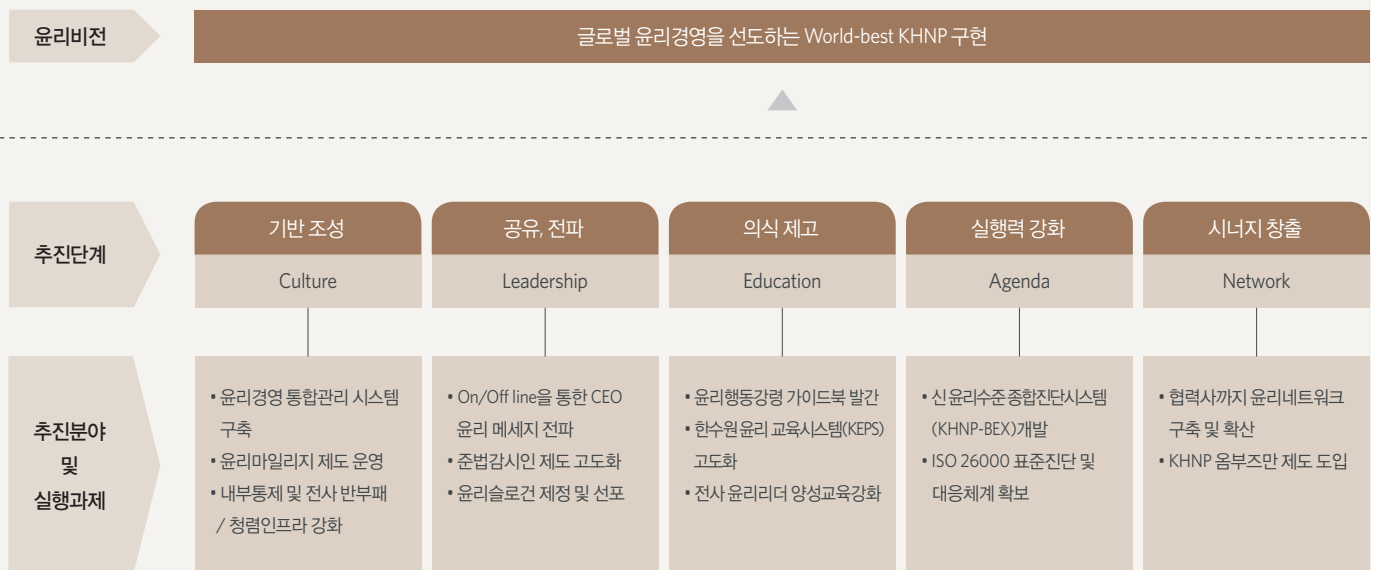 윤리비전
글로벌 윤리경영을 선도하는 World-best KHNP 구현
추진단계
기반 조성
Culture
공유, 전파
Leadership
의식 제고
Education
실행력 강화
Agenda
시너지 창출
Network
추진분야
및
실행과제
• 윤리경영 통합관리 시스템
구축
• 윤리마일리지 제도 운영
• 내부통제 및 전사 반부패
/ 청렴인프라 강화
• On/Off line을 통한 CEO
윤리 메세지 전파
• 준법감시인 제도 고도화
• 윤리슬로건 제정 및 선포
• 윤리행동강령 가이드북 발간
• 한수원 윤리 교육시스템(KEPS)
고도화
• 전사 윤리리더 양성교육강화
• 신 윤리수준 종합진단시스템
(KHNP-BEX)개발
• ISO 26000 표준진단 및
대응체계 확보
• 협력사까지 윤리네트워크
구축 및 확산
• KHNP 옴부즈만 제도 도입